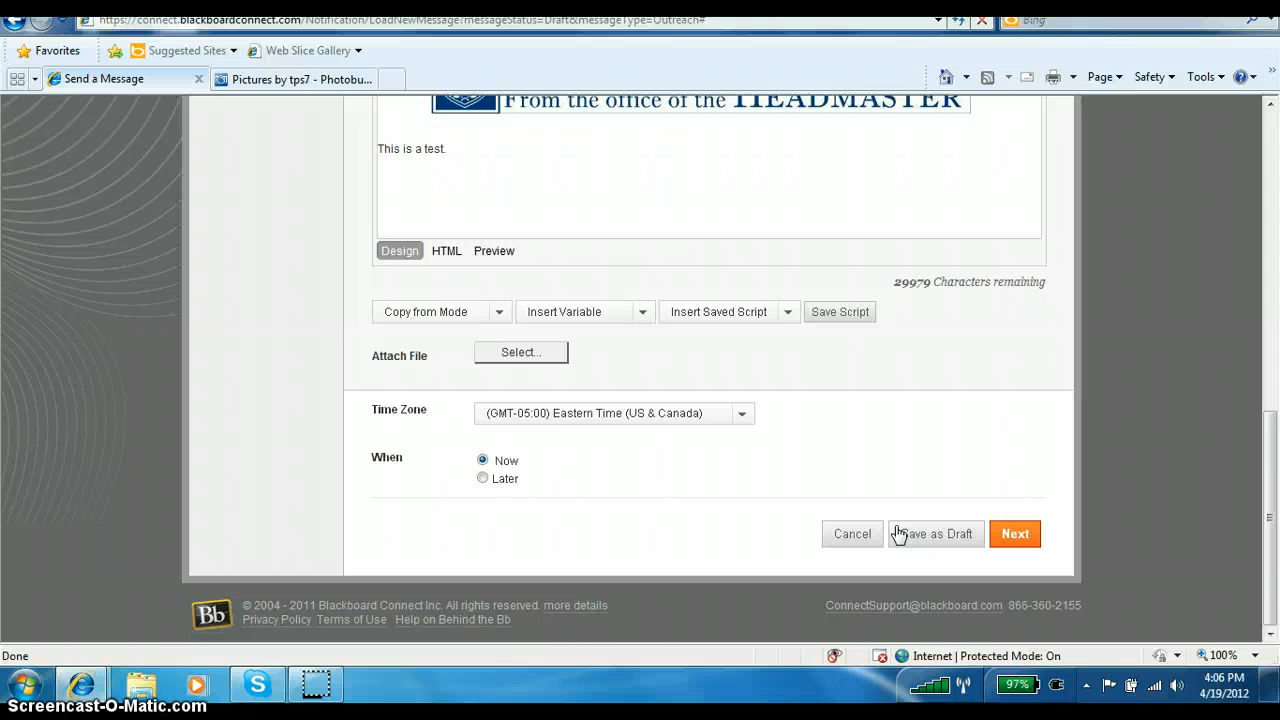 https://connect.blackboardconnect.com/Notification/LoadNewMessage?messageStatus=Draft&messageType=Outreach#
Bing
Favorites
Suggested Sites
Web Slice Gallery
Send a Message
Pictures by tps7 - Photobu...
Page
Safety
Tools
From the office of the HEADMASTER
This is a test.
Design
HTML
Preview
29979 Characters remaining
Copy from Mode
Insert Variable
Insert Saved Script
Save Script
Attach File
Select...
Time Zone
(GMT-05:00) Eastern Time (US & Canada)
When
Now
Later
Cancel
Save as Draft
Next
Bb
© 2004 - 2011 Blackboard Connect Inc. All rights reserved. more details
ConnectSupport@blackboard.com 866-360-2155
Privacy Policy Terms of Use Help on Behind the Bb
Done
Internet | Protected Mode: On
100%
97%
4:06 PM
4/19/2012
Screencast-O-Matic.com